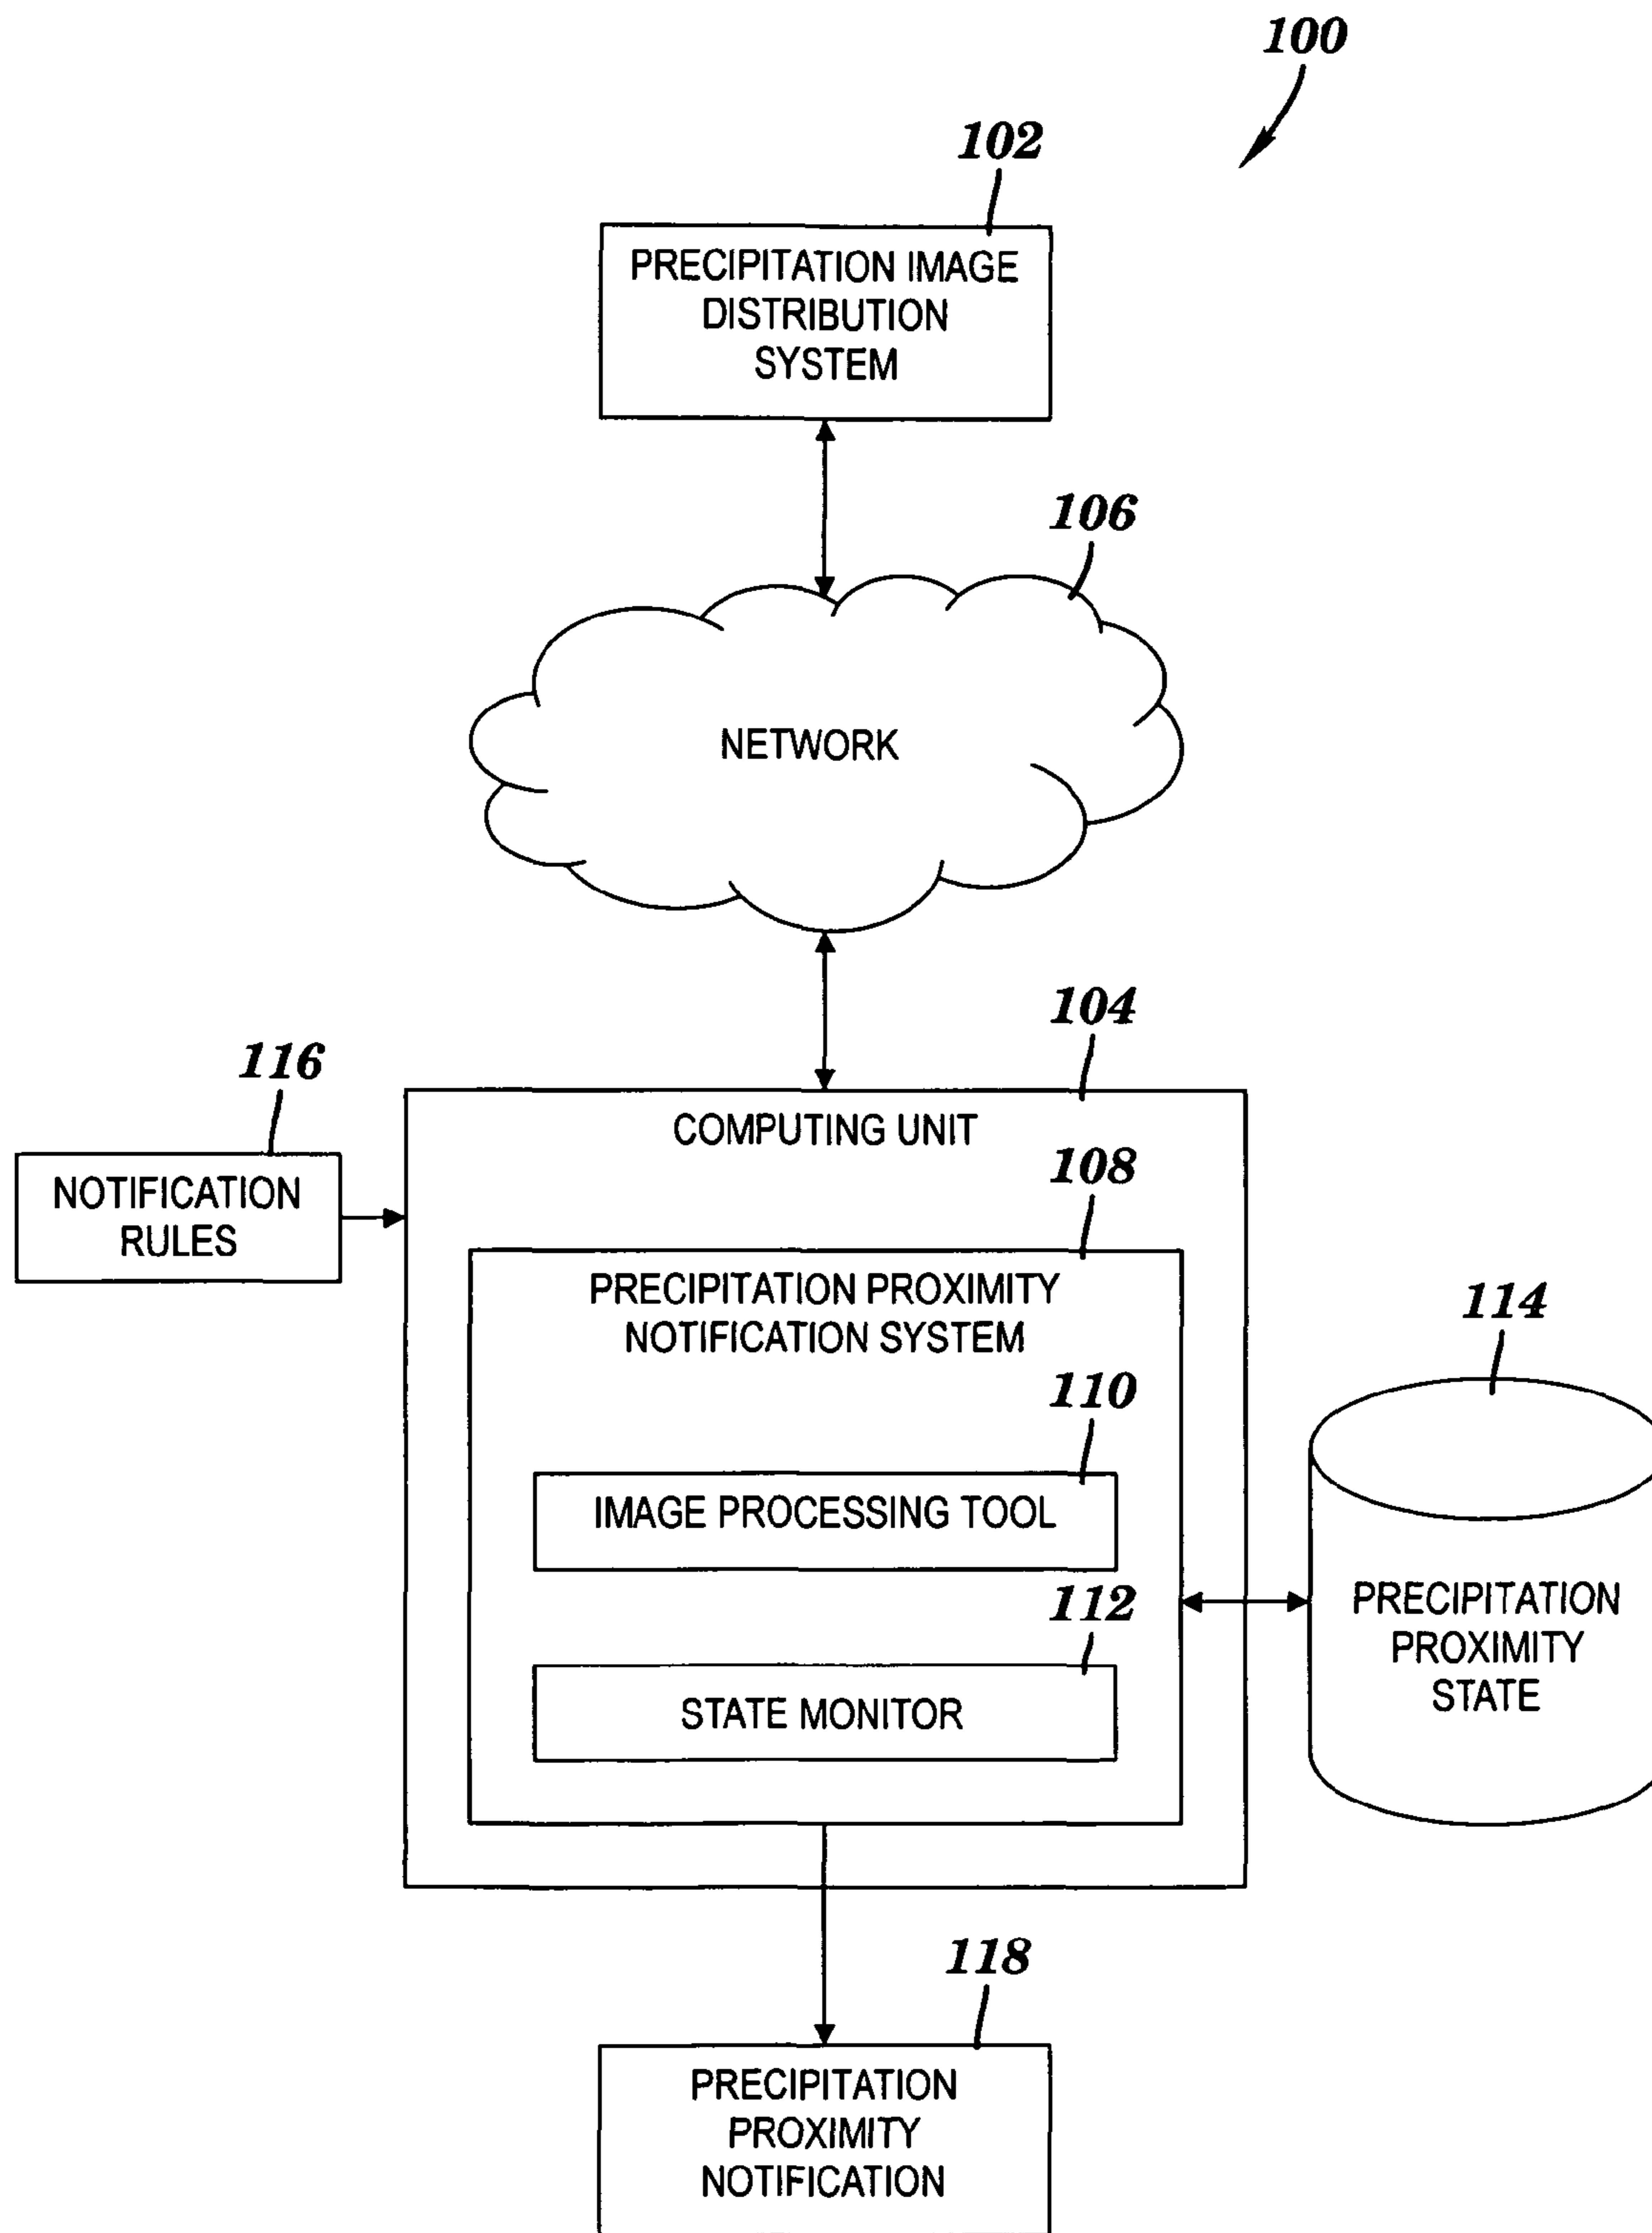 100
102
PRECIPITATION IMAGE
DISTRIBUTION
SYSTEM
106
NETWORK
104
116
COMPUTING UNIT
NOTIFICATION
RULES
108
PRECIPITATION PROXIMITY
NOTIFICATION SYSTEM
114
110
IMAGE PROCESSING TOOL
112
PRECIPITATION
PROXIMITY
STATE
STATE MONITOR
118
PRECIPITATION
PROXIMITY
NOTIFICATION